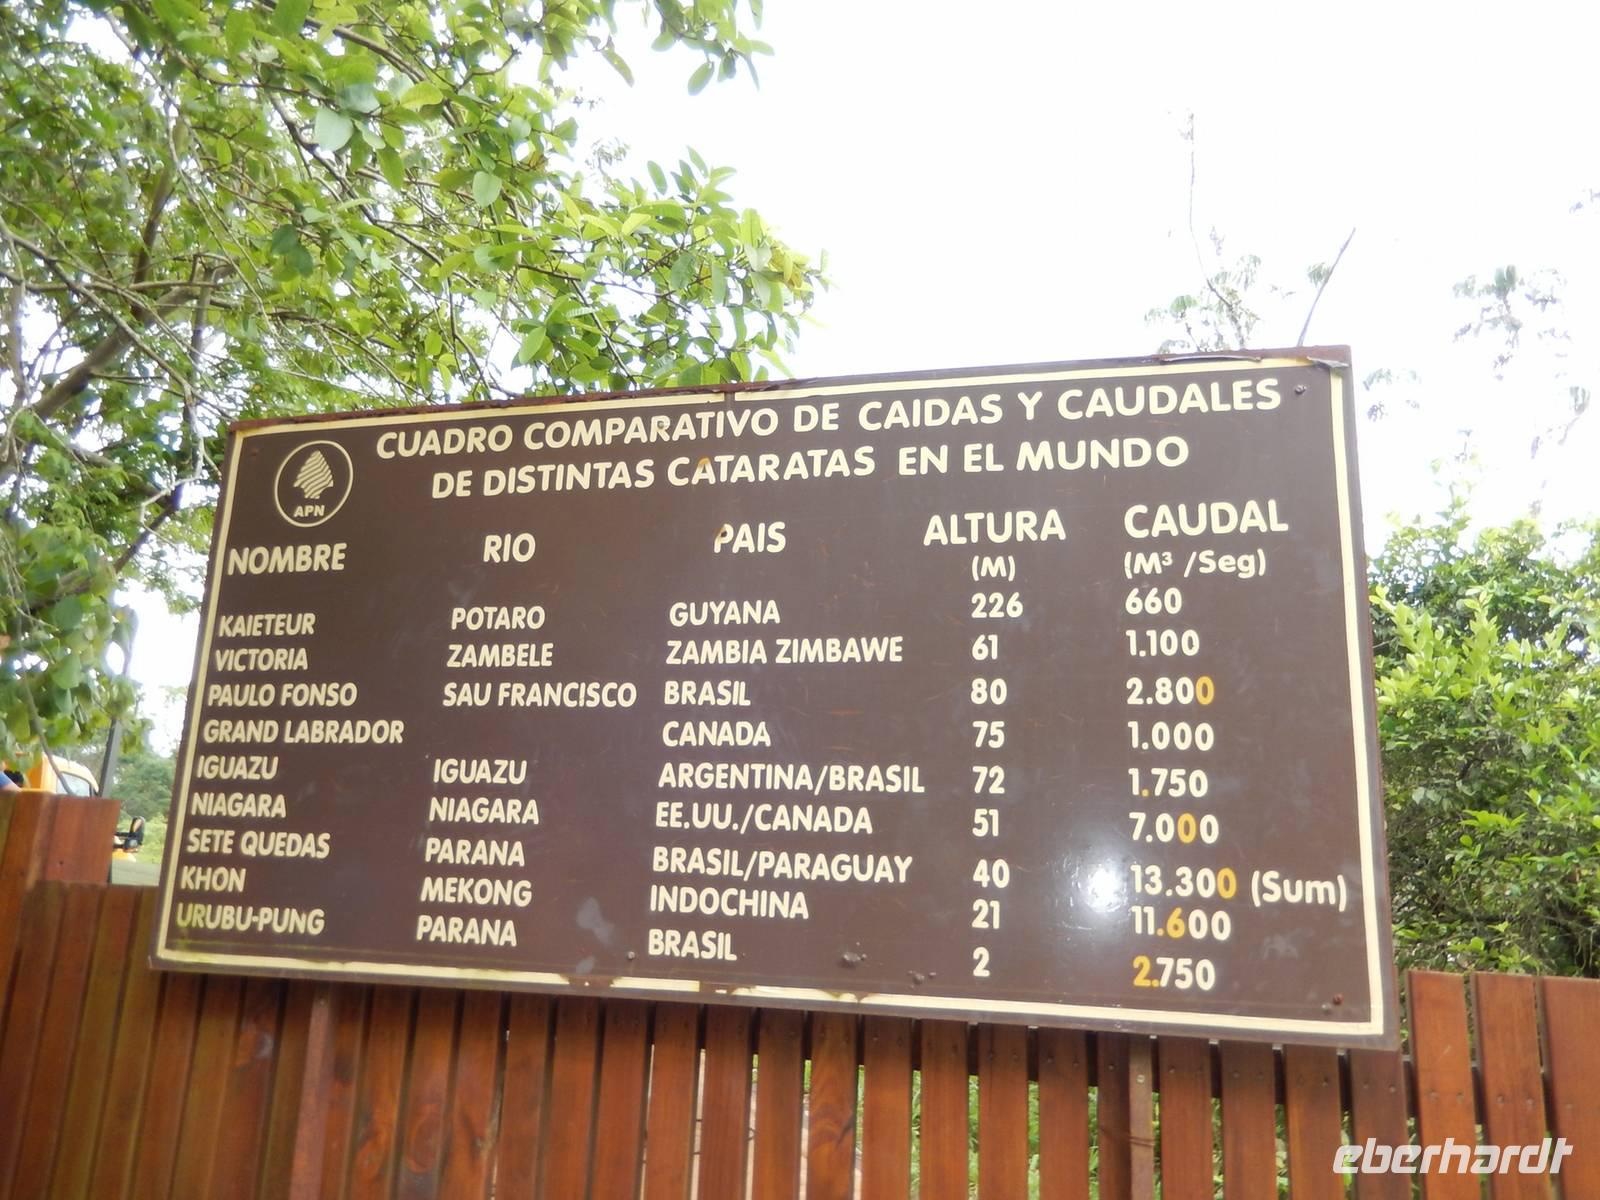 CUADRO COMPARATIVO DE CAIDAS Y CAUDALES
DE DISTINTAS CATARATAS EN EL MUNDO
APN
NOMBRE RIO PAIS ALTURA CAUDAL
(M) (M³ /Seg)
KAIETEUR POTARO GUYANA 226 660
VICTORIA ZAMBELE ZAMBIA ZIMBAWE 61 1.100
PAULO FONSO SAU FRANCISCO BRASIL 80 2.800
GRAND LABRADOR CANADA 75 1.000
IGUAZU IGUAZU ARGENTINA/BRASIL 72 1.750
NIAGARA NIAGARA EE.UU./CANADA 51 7.000
SETE QUEDAS PARANA BRASIL/PARAGUAY 40 13.300 (Sum)
KHON MEKONG INDOCHINA 21 11.600
URUBU-PUNG PARANA BRASIL 2 2.750
eberhardt